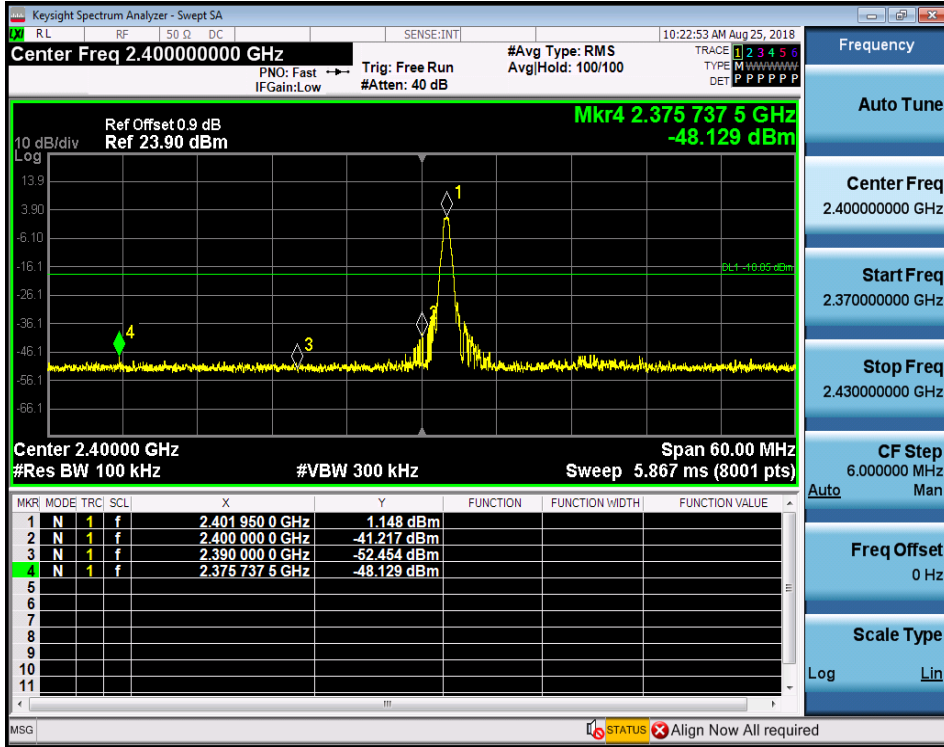 Keysight Spectrum Analyzer - Swept SA
LXI RL RF 50 Ω DC SENSE:INT 10:22:53 AM Aug 25, 2018
Center Freq 2.400000000 GHz
PNO: Fast
IFGain:Low
Trig: Free Run
#Atten: 40 dB
#Avg Type: RMS
Avg|Hold: 100/100
TRACE 1 2 3 4 5 6
TYPE M W W W W W
DET P P P P P P
Mkr4 2.375 737 5 GHz
-48.129 dBm
Ref Offset 0.9 dB
10 dB/div Ref 23.90 dBm
Log
13.9
3.90
-6.10
-16.1
-26.1
-36.1
-46.1
-56.1
-66.1
1
2
3
4
Center 2.40000 GHz Span 60.00 MHz
#Res BW 100 kHz #VBW 300 kHz Sweep 5.867 ms (8001 pts)
MKR MODE TRC SCL X Y FUNCTION FUNCTION WIDTH FUNCTION VALUE
1 N 1 f 2.401 950 0 GHz 1.148 dBm
2 N 1 f 2.400 000 0 GHz -41.217 dBm
3 N 1 f 2.390 000 0 GHz -52.454 dBm
4 N 1 f 2.375 737 5 GHz -48.129 dBm
5
6
7
8
9
10
11
MSG STATUS Align Now All required
Frequency
Auto Tune
Center Freq
2.400000000 GHz
Start Freq
2.370000000 GHz
Stop Freq
2.430000000 GHz
CF Step
6.000000 MHz
Auto Man
Freq Offset
0 Hz
Scale Type
Log Lin